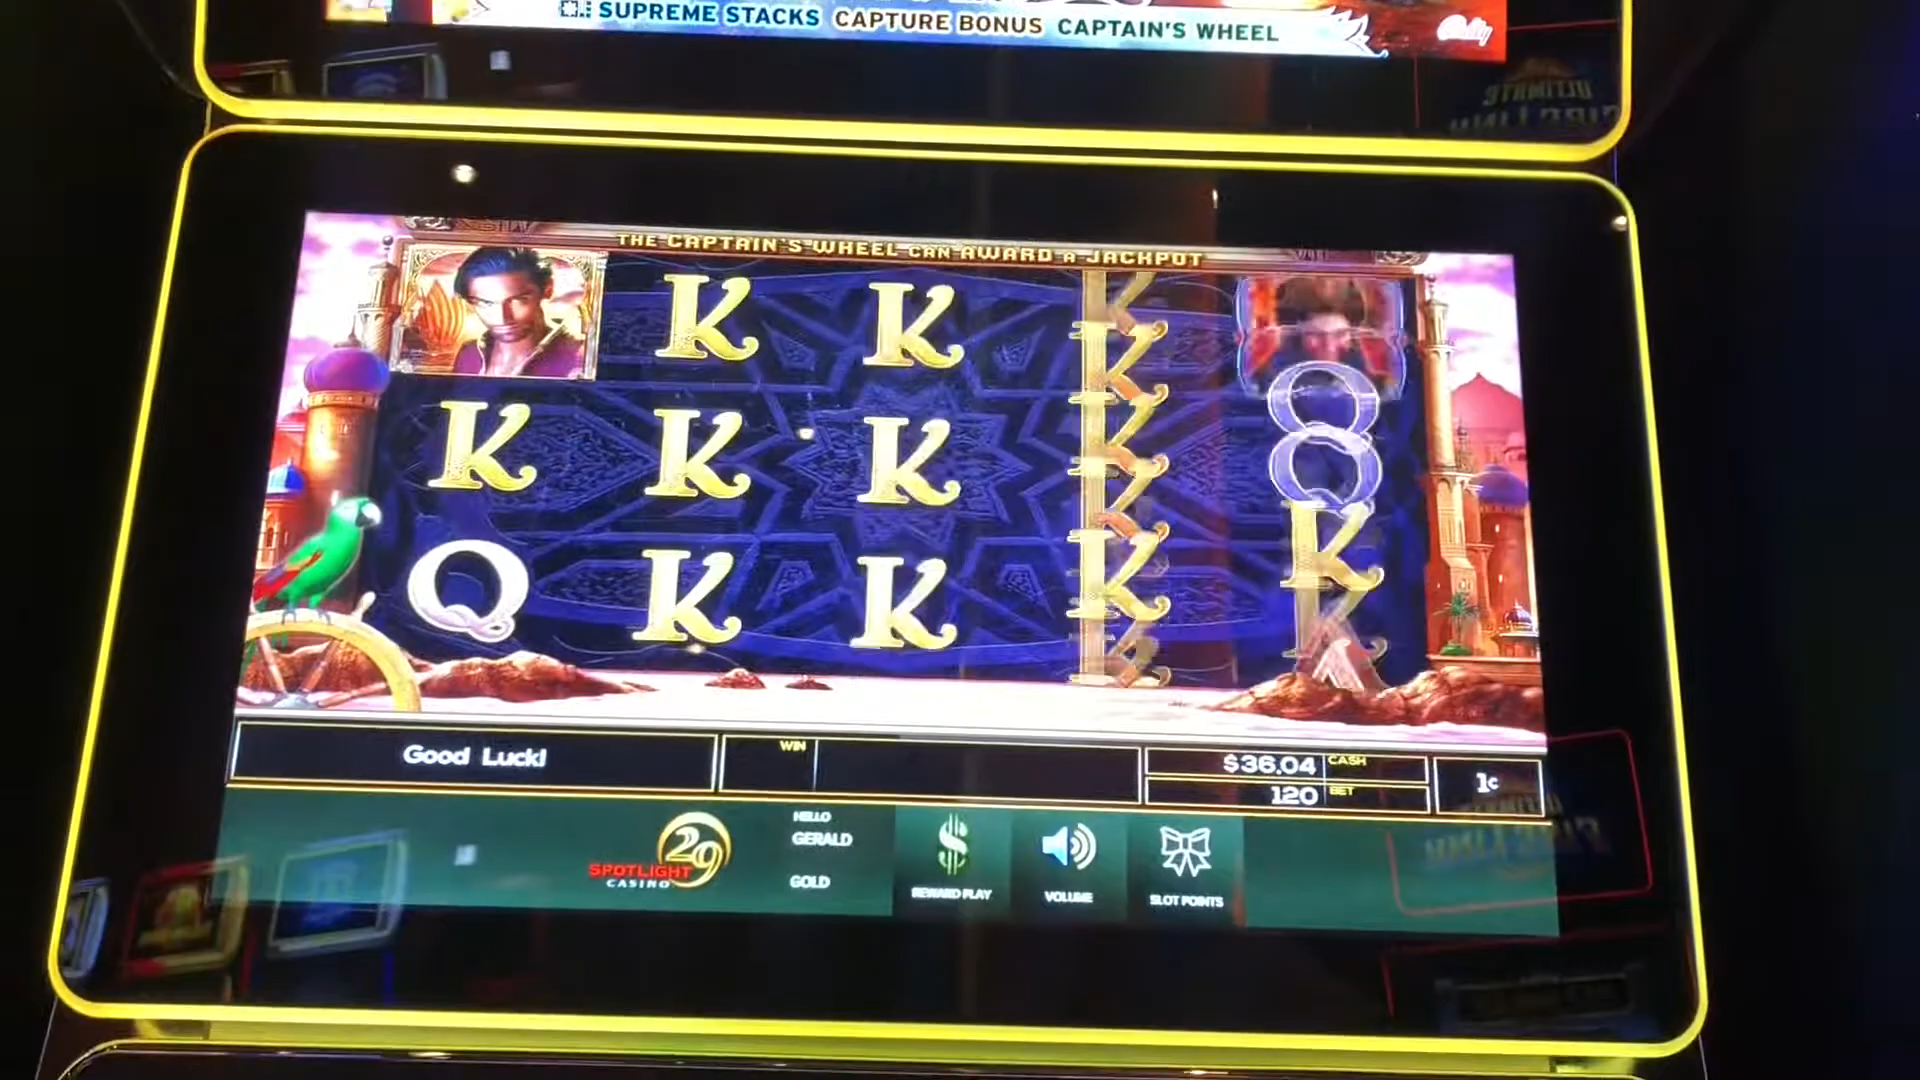 SUPREME STACKS CAPTURE BONUS CAPTAIN'S WHEEL
Bally
THE CAPTAIN'S WHEEL CAN AWARD A JACKPOT
K K K
K K K K
Q K K K
Good Luck!
WIN
$36.04 CASH
120 BET
1¢
29
SPOTLIGHT
CASINO
HELLO
GERALD
GOLD
REWARD PLAY
VOLUME
SLOT POINTS